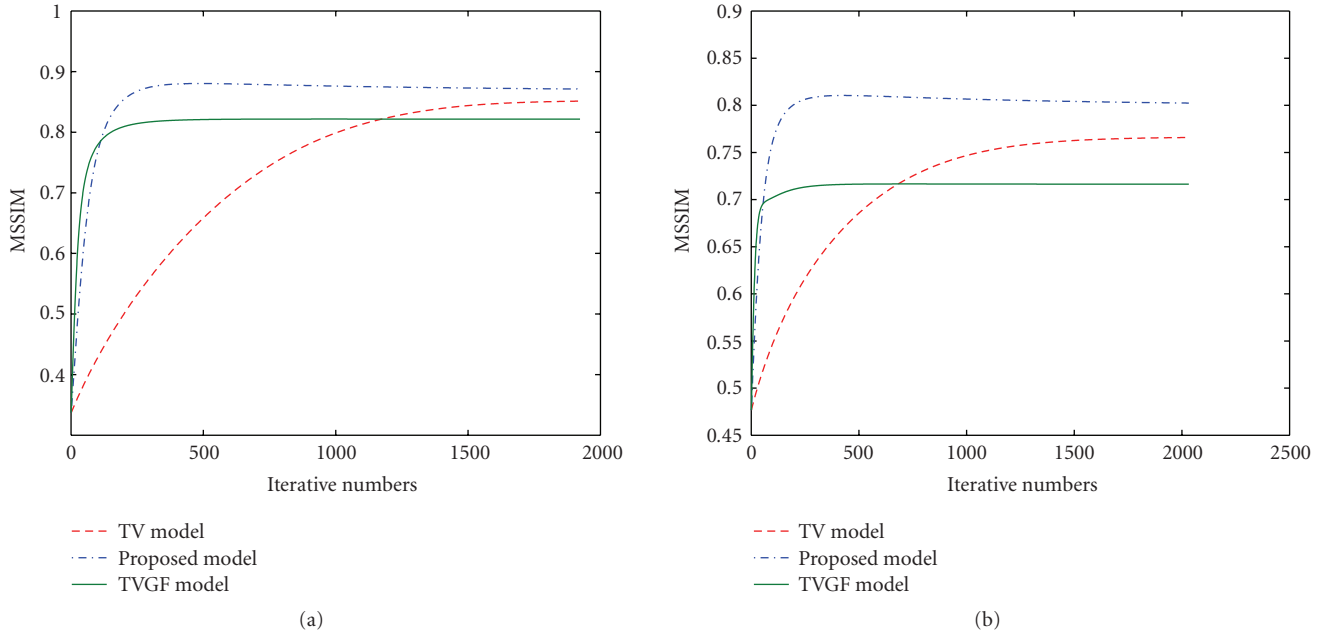 1
0.9
0.8
0.7
0.6
0.5
0.4
MSSIM
0
500
1000
1500
2000
Iterative numbers
TV model
Proposed model
TVGF model
(a)
0.9
0.85
0.8
0.75
0.7
0.65
0.6
0.55
0.5
0.45
MSSIM
0
500
1000
1500
2000
2500
Iterative numbers
TV model
Proposed model
TVGF model
(b)